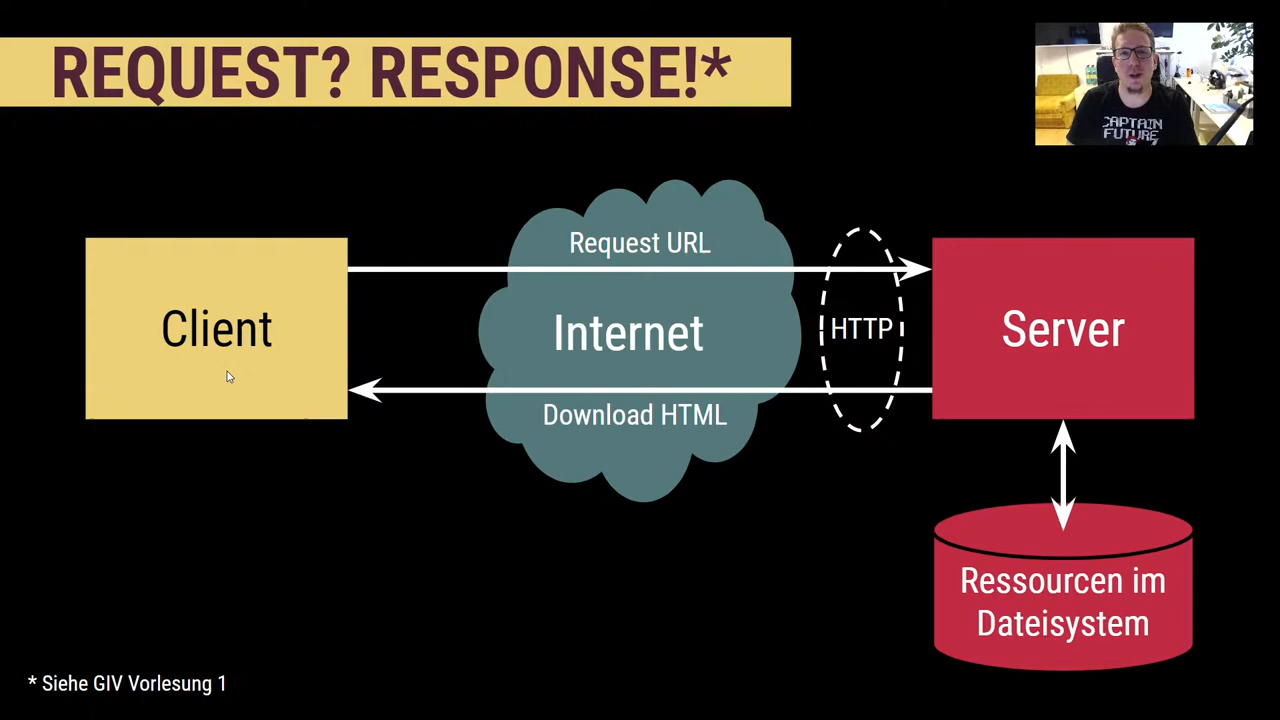 REQUEST? RESPONSE!*
CAPTAIN
FUTURE
Request URL
Client
Internet
HTTP
Server
Download HTML
Ressourcen im
Dateisystem
* Siehe GIV Vorlesung 1